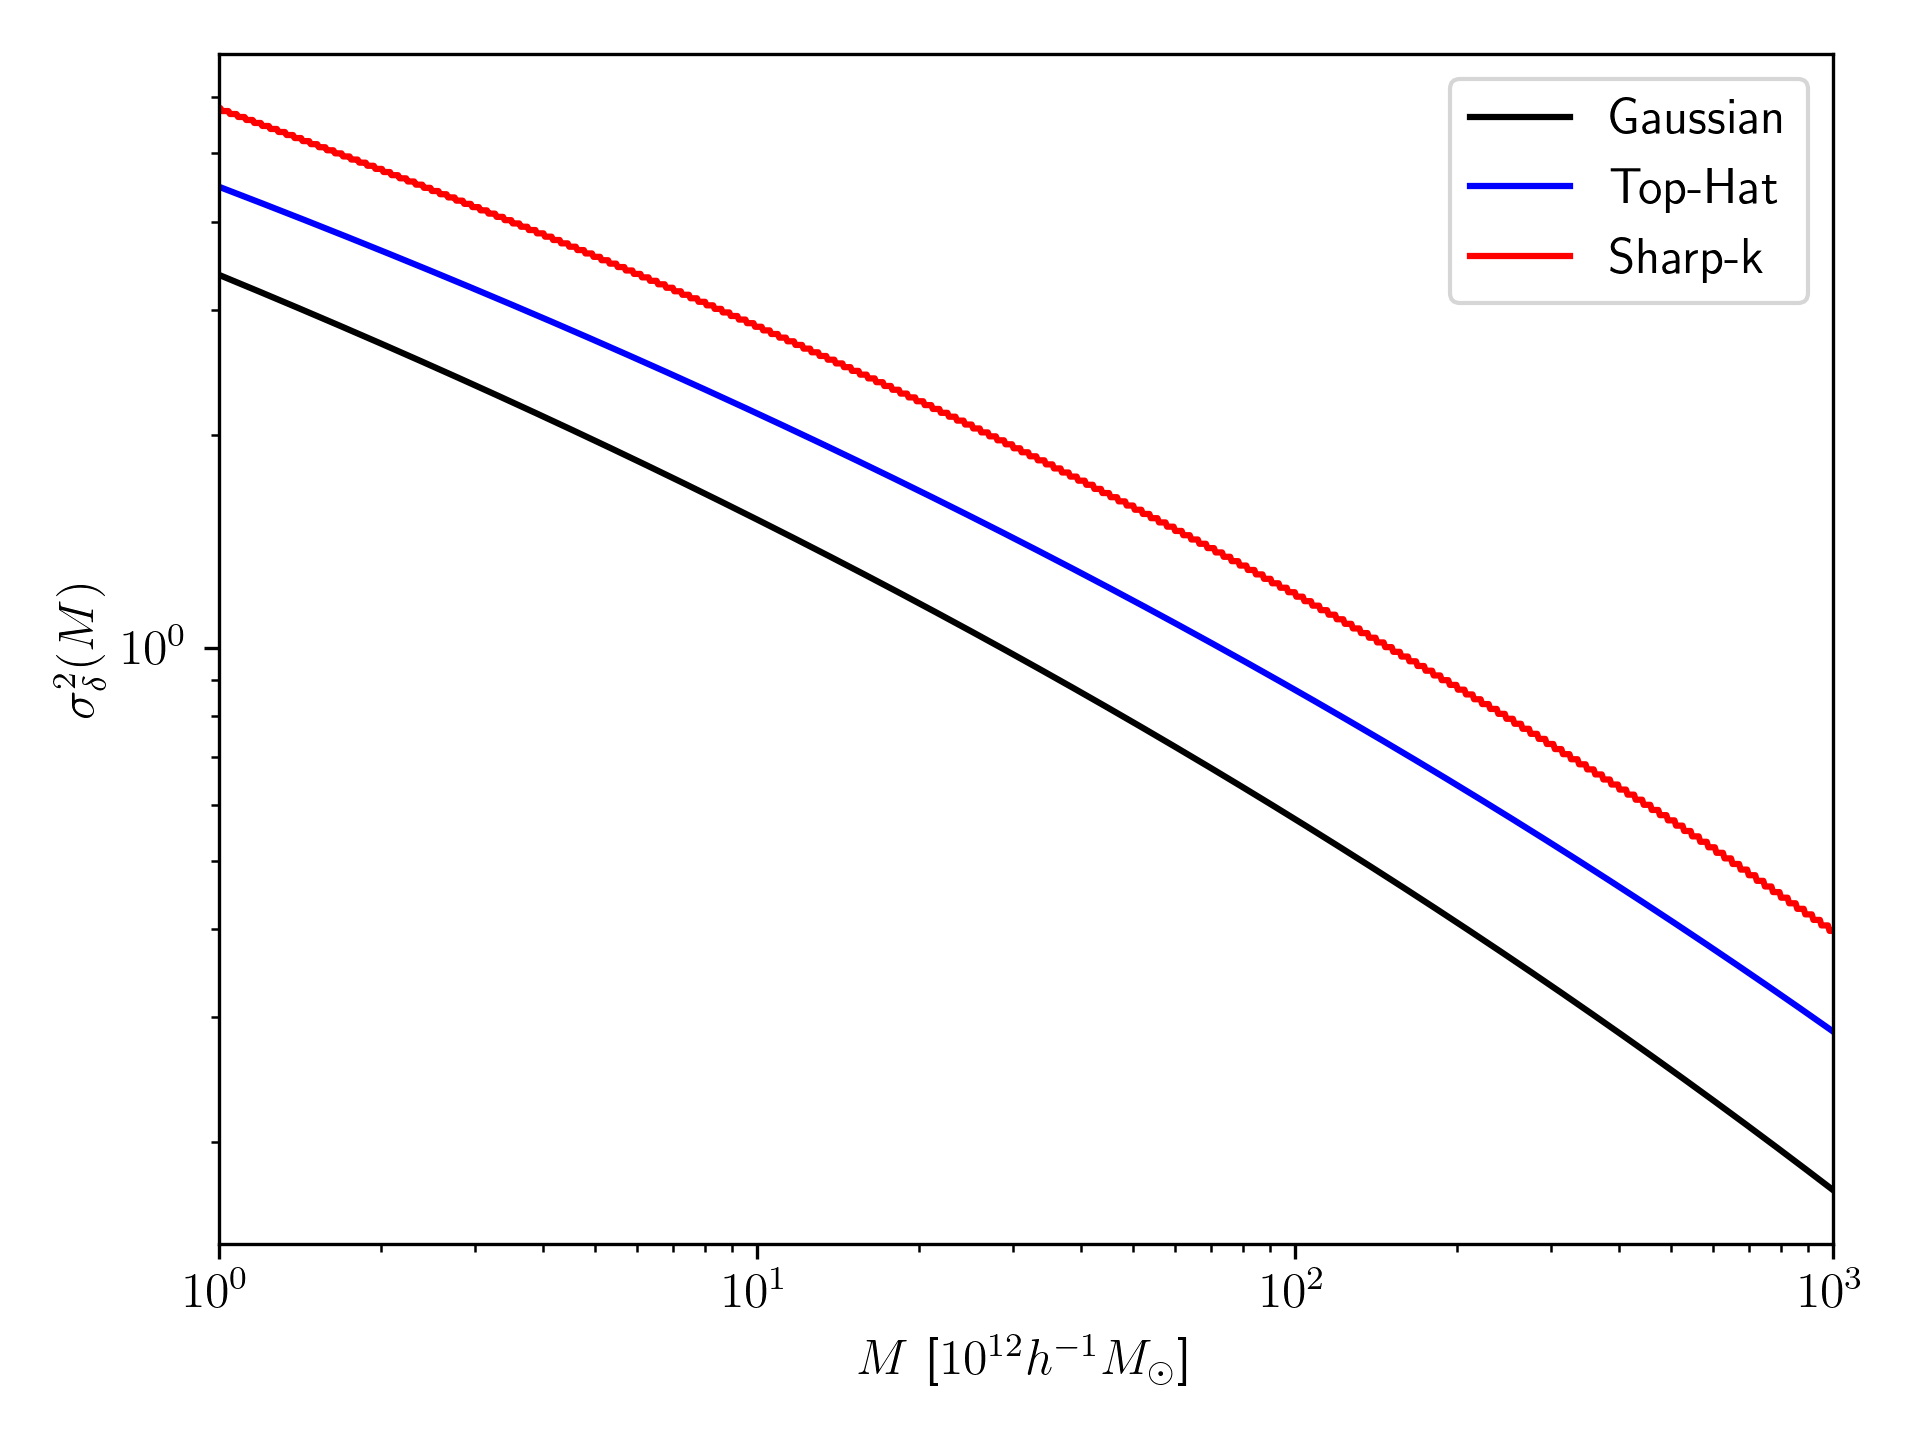 Gaussian
Top-Hat
Sharp-k
σ²_δ(M)
10⁰
10⁰ 10¹ 10² 10³
M [10¹²h⁻¹M_⊙]